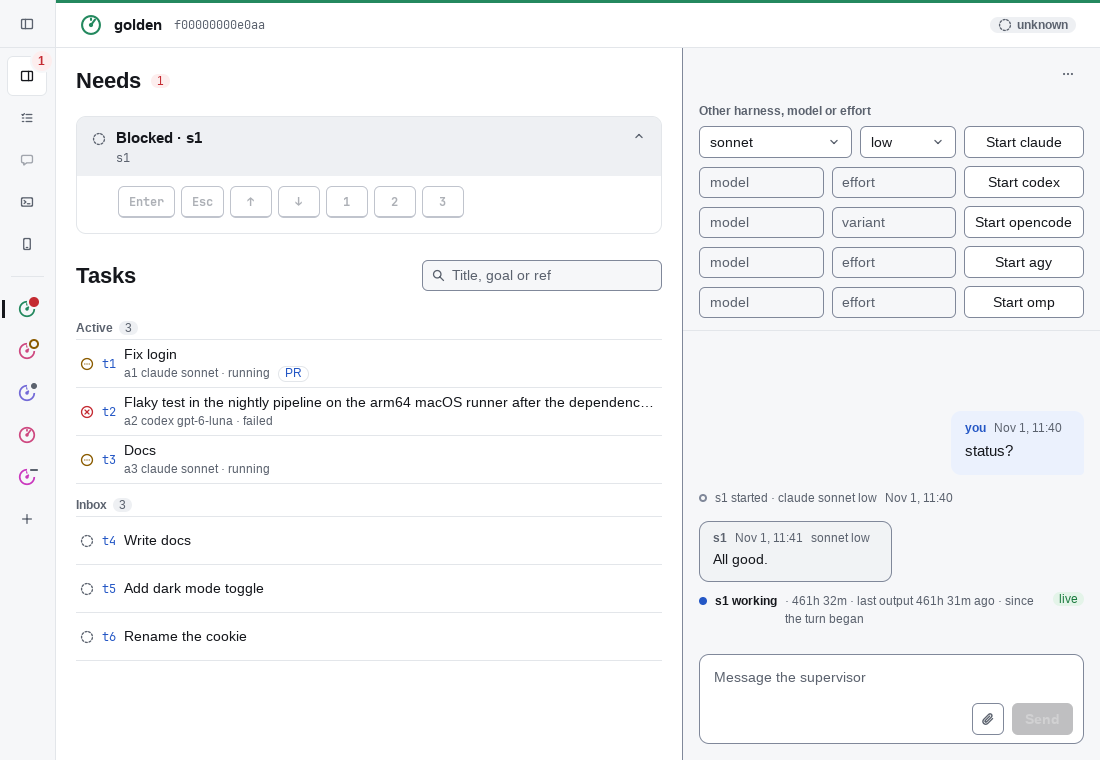 golden f00000000e0aa
unknown
1
Needs 1
Blocked · s1
s1
Enter Esc ↑ ↓ 1 2 3
Tasks
Title, goal or ref
Active 3
t1 Fix login
a1 claude sonnet · running PR
t2 Flaky test in the nightly pipeline on the arm64 macOS runner after the dependenc…
a2 codex gpt-6-luna · failed
t3 Docs
a3 claude sonnet · running
Inbox 3
t4 Write docs
t5 Add dark mode toggle
t6 Rename the cookie
Other harness, model or effort
sonnet low Start claude
model effort Start codex
model variant Start opencode
model effort Start agy
model effort Start omp
you Nov 1, 11:40
status?
s1 started · claude sonnet low Nov 1, 11:40
s1 Nov 1, 11:41 sonnet low
All good.
s1 working · 461h 32m · last output 461h 31m ago · since live
the turn began
Message the supervisor
Send